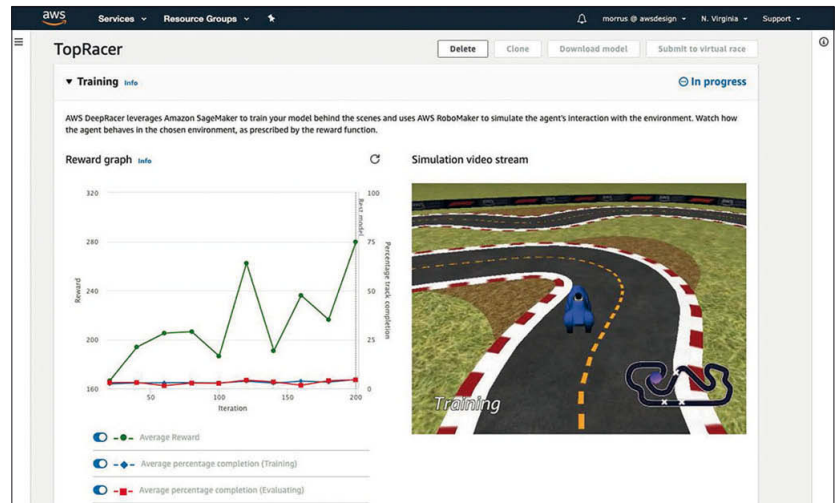 aws
Services
Resource Groups
morrus @ awsdesign
N. Virginia
Support
TopRacer
Delete
Clone
Download model
Submit to virtual race
Training Info
In progress
AWS DeepRacer leverages Amazon SageMaker to train your model behind the scenes and uses AWS RoboMaker to simulate the agent's interaction with the environment. Watch how
the agent behaves in the chosen environment, as prescribed by the reward function.
Reward graph Info
Simulation video stream
320
280
240
200
160
Reward
100
75
50
25
0
Best model
Percentage track completion
50
100
150
200
Iteration
Training
Average Reward
Average percentage completion (Training)
Average percentage completion (Evaluating)